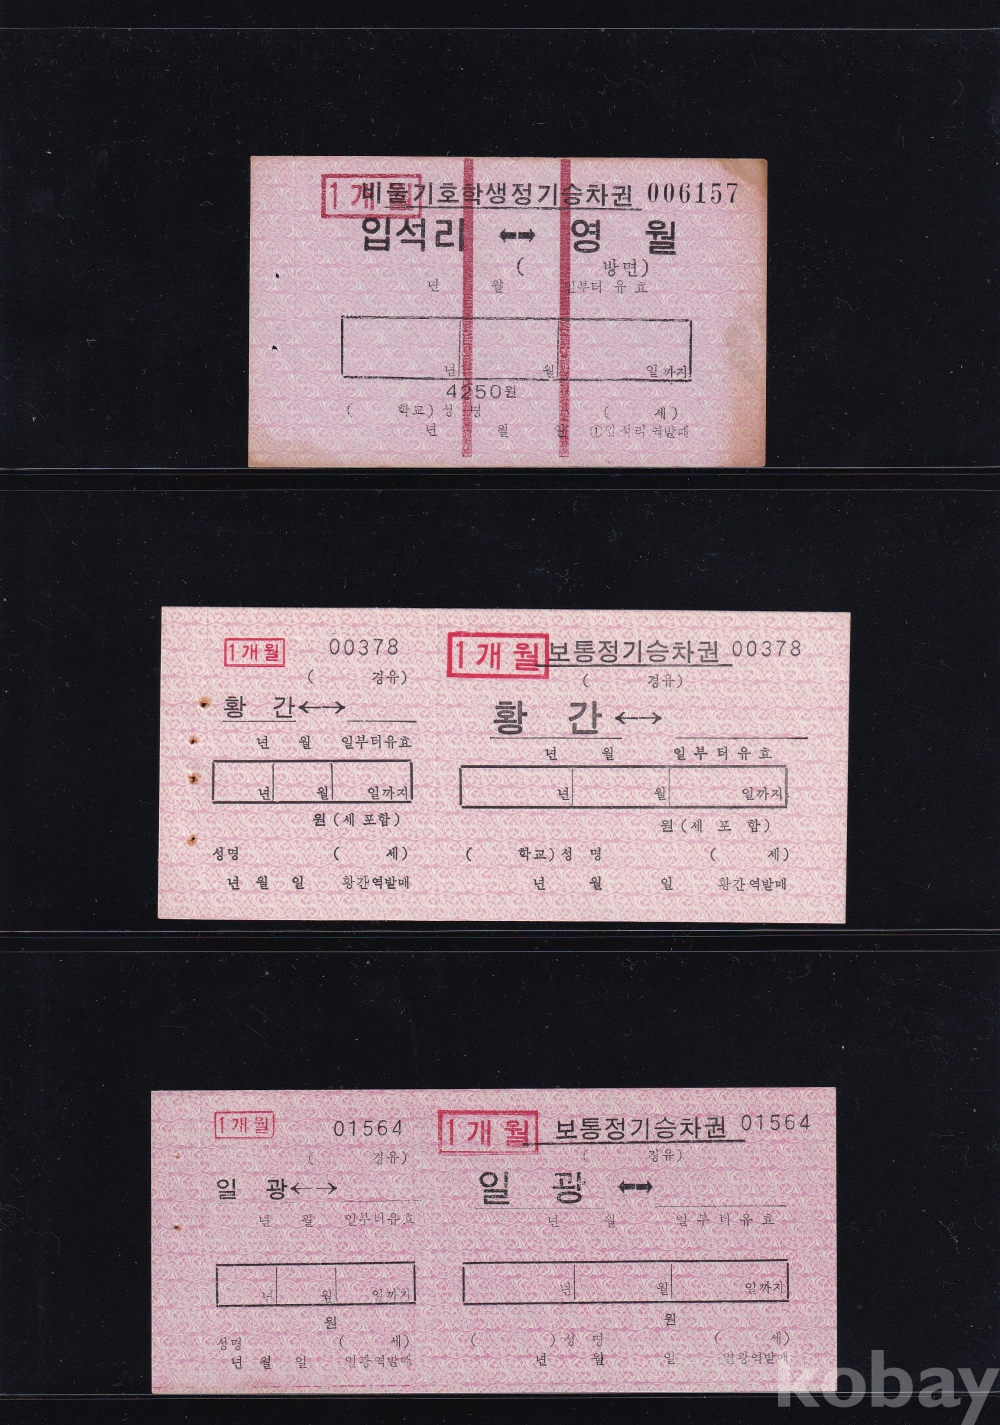 1개월 비둘기호학생정기승차권 006157
입석리 ↔ 영 월
( 방면)
년 월 일부터 유효
년 월 일까지
4250원
( 학교) 성 명 ( 세)
년 월 일 ①입석리역발매
1개월 00378
( 경유)
황 간 ↔
년 월 일부터유효
년 월 일까지
원 (세 포함)
성명 ( 세)
년 월 일 황간역발매
1개월 보통정기승차권 00378
( 경유)
황 간 ↔
년 월 일부터유효
년 월 일까지
원 (세 포 함)
( 학교) 성 명 ( 세)
년 월 일 황간역발매
1개월 01564
( 경유)
일 광 ↔
년 월 일부터유효
년 월 일까지
원
성명 ( 세)
년 월 일 일광역발매
1개월 보통정기승차권 01564
( 경유)
일 광 ↔
년 월 일부터유효
년 월 일까지
원
( ) 성 명 ( 세)
년 월 일 일광역발매
kobay